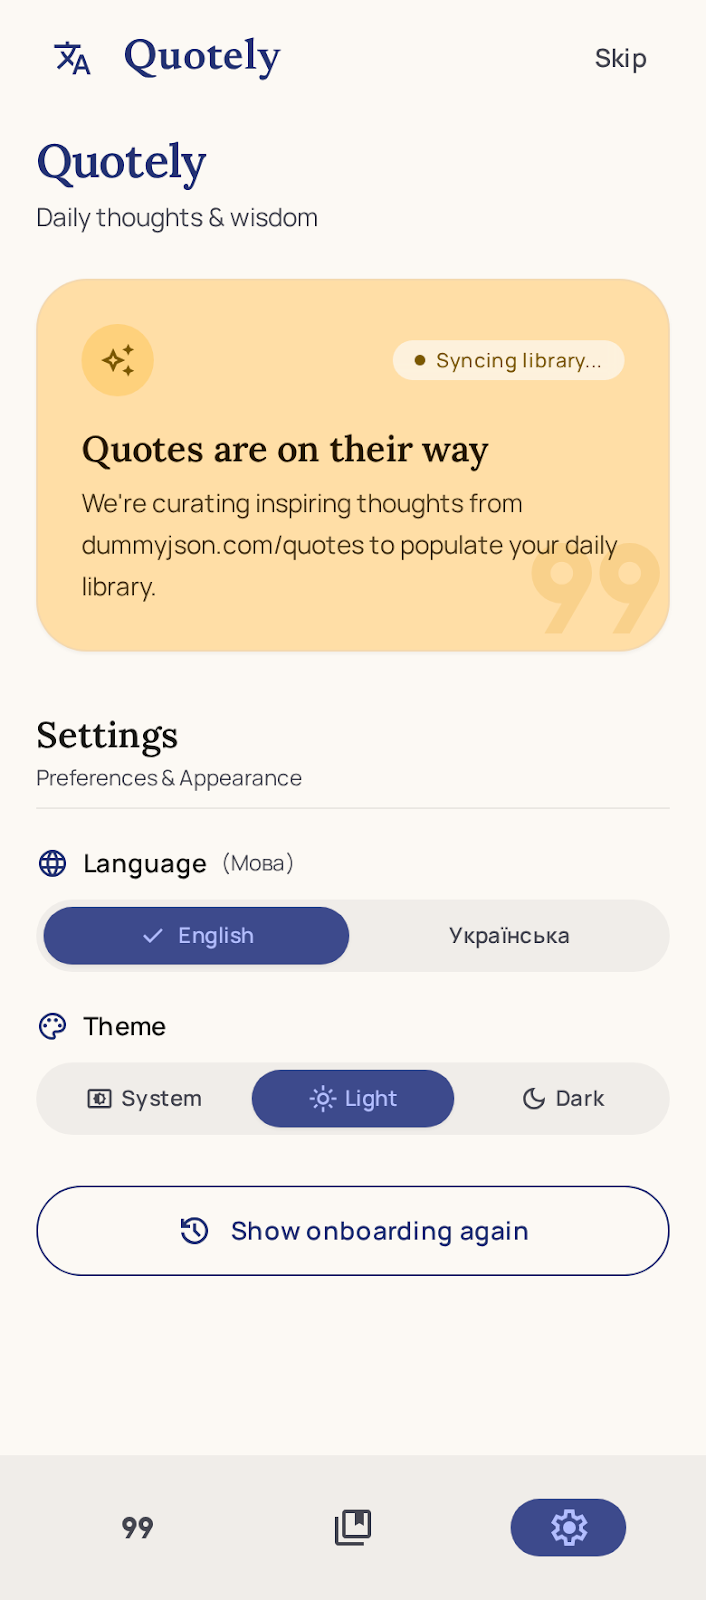 Quotely
Skip
Quotely
Daily thoughts & wisdom
Syncing library...
Quotes are on their way
We're curating inspiring thoughts from
dummyjson.com/quotes to populate your daily
library.
Settings
Preferences & Appearance
Language (Мова)
English
Українська
Theme
System
Light
Dark
Show onboarding again